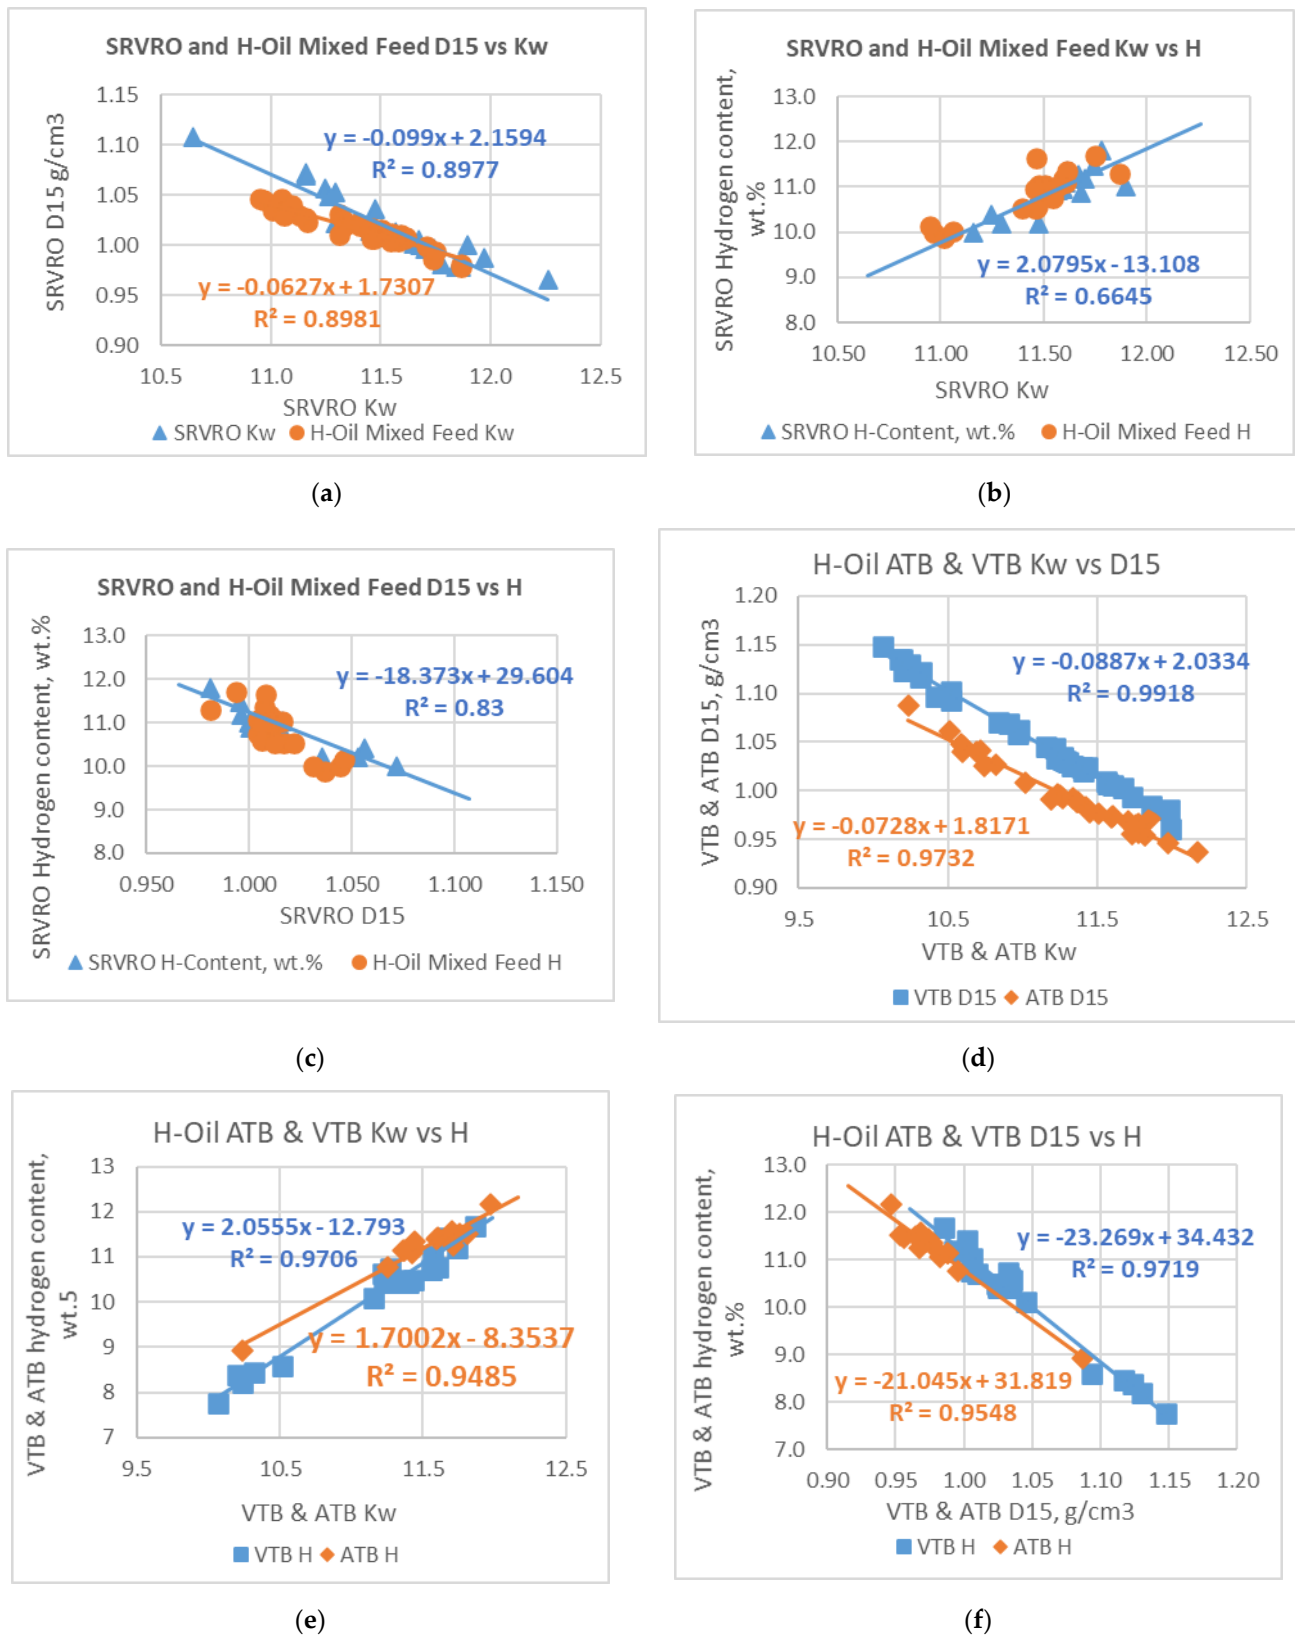 SRVRO and H-Oil Mixed Feed D15 vs Kw
SRVRO D15 g/cm3
1.15
1.10
1.05
1.00
0.95
0.90
y = -0.099x + 2.1594
R² = 0.8977
y = -0.0627x + 1.7307
R² = 0.8981
10.5 11.0 11.5 12.0 12.5
SRVRO Kw
SRVRO Kw H-Oil Mixed Feed Kw
(a)
SRVRO and H-Oil Mixed Feed Kw vs H
SRVRO Hydrogen content,
wt.%
13.0
12.0
11.0
10.0
9.0
8.0
y = 2.0795x - 13.108
R² = 0.6645
10.50 11.00 11.50 12.00 12.50
SRVRO Kw
SRVRO H-Content, wt.% H-Oil Mixed Feed H
(b)
SRVRO and H-Oil Mixed Feed D15 vs H
SRVRO Hydrogen content, wt.%
13.0
12.0
11.0
10.0
9.0
8.0
y = -18.373x + 29.604
R² = 0.83
0.950 1.000 1.050 1.100 1.150
SRVRO D15
SRVRO H-Content, wt.% H-Oil Mixed Feed H
(c)
H-Oil ATB & VTB Kw vs D15
VTB & ATB D15, g/cm3
1.20
1.15
1.10
1.05
1.00
0.95
0.90
y = -0.0887x + 2.0334
R² = 0.9918
y = -0.0728x + 1.8171
R² = 0.9732
9.5 10.5 11.5 12.5
VTB & ATB Kw
VTB D15 ATB D15
(d)
H-Oil ATB & VTB Kw vs H
VTB & ATB hydrogen content,
wt.5
13
12
11
10
9
8
7
y = 2.0555x - 12.793
R² = 0.9706
y = 1.7002x - 8.3537
R² = 0.9485
9.5 10.5 11.5 12.5
VTB & ATB Kw
VTB H ATB H
(e)
H-Oil ATB & VTB D15 vs H
VTB & ATB hydrogen content,
wt.%
13.0
12.0
11.0
10.0
9.0
8.0
7.0
y = -23.269x + 34.432
R² = 0.9719
y = -21.045x + 31.819
R² = 0.9548
0.90 0.95 1.00 1.05 1.10 1.15 1.20
VTB & ATB D15, g/cm3
VTB H ATB H
(f)